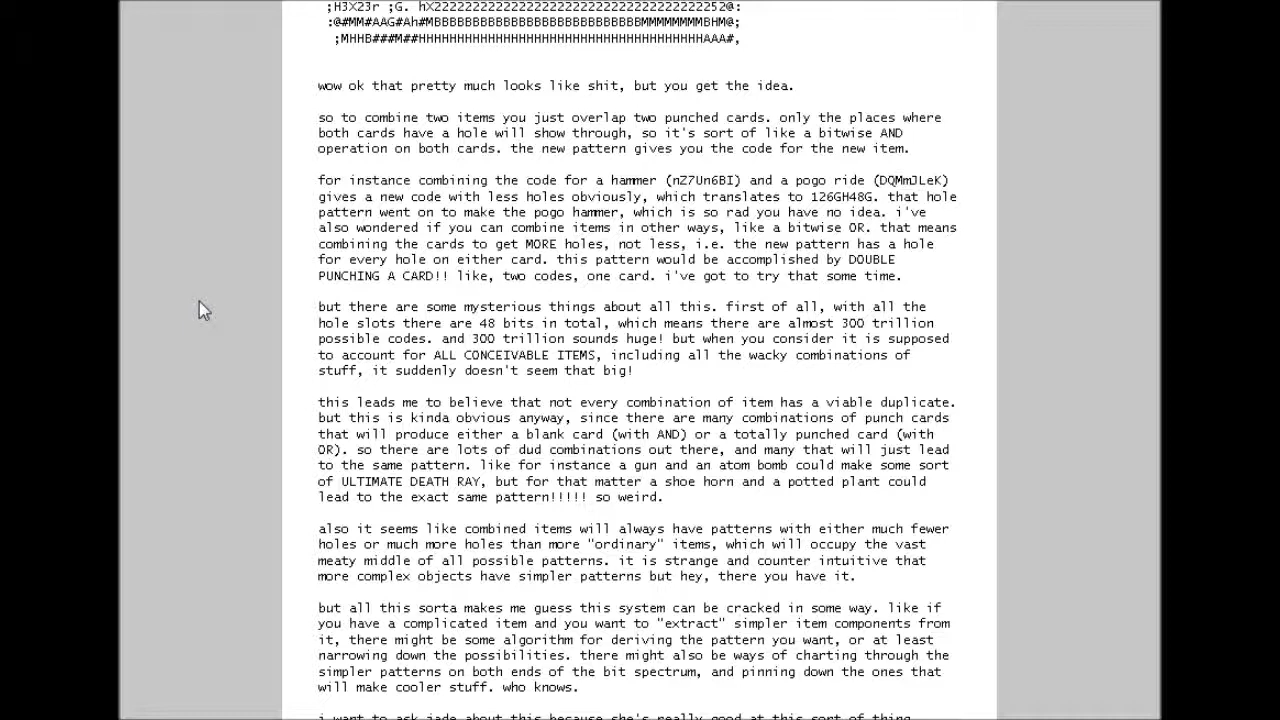 ;H3X23r ;G. hX2222222222222222222222222222222222252@:
:@#MM#AAG#Ah#MBBBBBBBBBBBBBBBBBBBBBBBBBBBMMMMMMMMBHM@;
;MHHB###M##HHHHHHHHHHHHHHHHHHHHHHHHHHHHHHHHHHHHHAAA#,
wow ok that pretty much looks like shit, but you get the idea.
so to combine two items you just overlap two punched cards. only the places where
both cards have a hole will show through, so it's sort of like a bitwise AND
operation on both cards. the new pattern gives you the code for the new item.
for instance combining the code for a hammer (nZ7Un6BI) and a pogo ride (DQMmJLeK)
gives a new code with less holes obviously, which translates to 126GH48G. that hole
pattern went on to make the pogo hammer, which is so rad you have no idea. i've
also wondered if you can combine items in other ways, like a bitwise OR. that means
combining the cards to get MORE holes, not less, i.e. the new pattern has a hole
for every hole on either card. this pattern would be accomplished by DOUBLE
PUNCHING A CARD!! like, two codes, one card. i've got to try that some time.
but there are some mysterious things about all this. first of all, with all the
hole slots there are 48 bits in total, which means there are almost 300 trillion
possible codes. and 300 trillion sounds huge! but when you consider it is supposed
to account for ALL CONCEIVABLE ITEMS, including all the wacky combinations of
stuff, it suddenly doesn't seem that big!
this leads me to believe that not every combination of item has a viable duplicate.
but this is kinda obvious anyway, since there are many combinations of punch cards
that will produce either a blank card (with AND) or a totally punched card (with
OR). so there are lots of dud combinations out there, and many that will just lead
to the same pattern. like for instance a gun and an atom bomb could make some sort
of ULTIMATE DEATH RAY, but for that matter a shoe horn and a potted plant could
lead to the exact same pattern!!!!! so weird.
also it seems like combined items will always have patterns with either much fewer
holes or much more holes than more "ordinary" items, which will occupy the vast
meaty middle of all possible patterns. it is strange and counter intuitive that
more complex objects have simpler patterns but hey, there you have it.
but all this sorta makes me guess this system can be cracked in some way. like if
you have a complicated item and you want to "extract" simpler item components from
it, there might be some algorithm for deriving the pattern you want, or at least
narrowing down the possibilities. there might also be ways of charting through the
simpler patterns on both ends of the bit spectrum, and pinning down the ones that
will make cooler stuff. who knows.
i want to ask jade about this because she's really good at this sort of thing